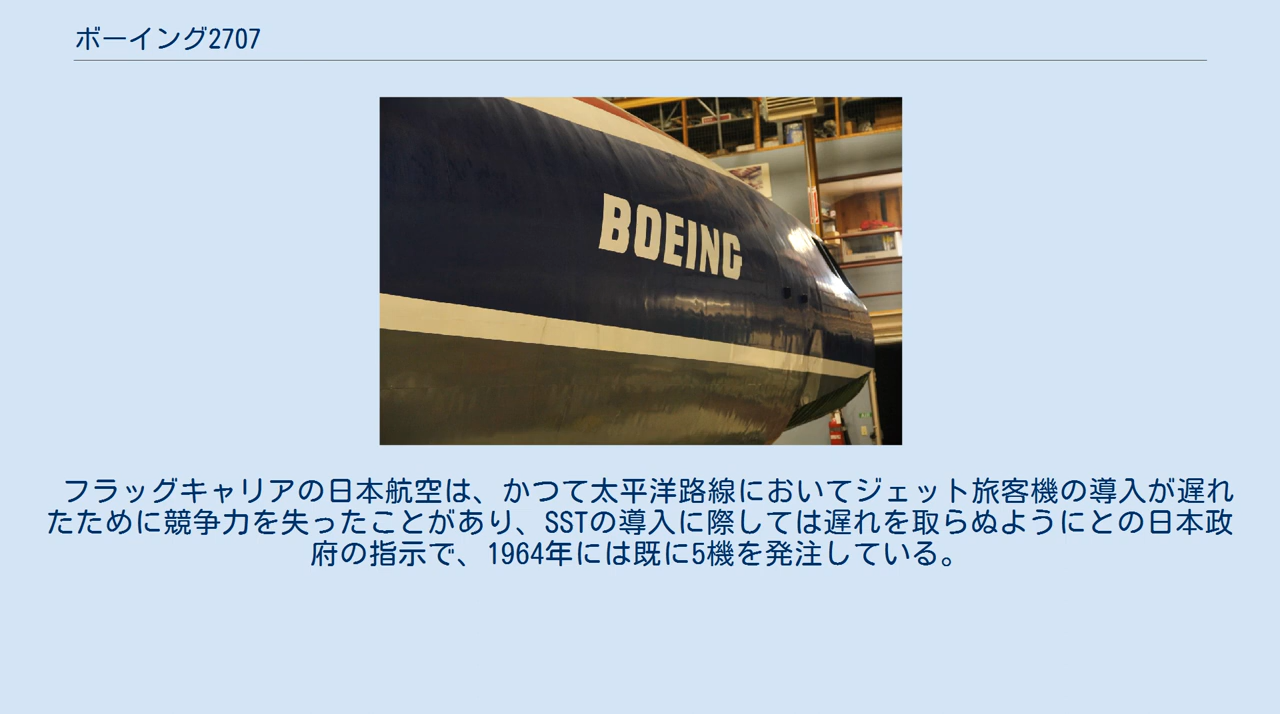 ボーイング2707
BOEING
フラッグキャリアの日本航空は、かつて太平洋路線においてジェット旅客機の導入が遅れ
たために競争力を失ったことがあり、SSTの導入に際しては遅れを取らぬようにとの日本政
府の指示で、1964年には既に5機を発注している。